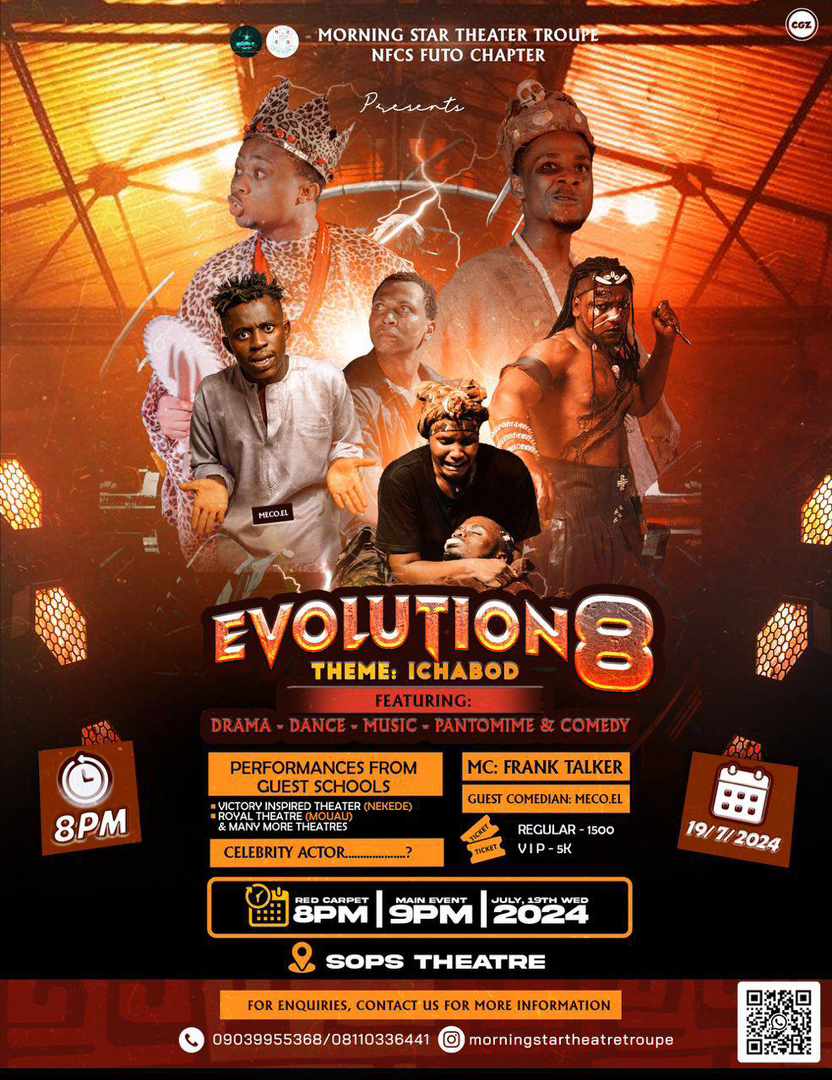 CGZ
- MORNING STAR THEATER TROUPE
NFCS FUTO CHAPTER
Presents
MECO.EL
EVOLUTION 8
THEME: ICHABOD
FEATURING:
DRAMA - DANCE - MUSIC - PANTOMIME & COMEDY
8PM
PERFORMANCES FROM
GUEST SCHOOLS
VICTORY INSPIRED THEATER (NEKEDE)
ROYAL THEATRE (MOUAU)
& MANY MORE THEATRES
CELEBRITY ACTOR....................?
MC: FRANK TALKER
GUEST COMEDIAN: MECO.EL
TICKET
TICKET
REGULAR - 1500
V I P - 5K
19/7/2024
RED CARPET
8PM
MAIN EVENT
9PM
JULY, 19TH WED
2024
SOPS THEATRE
FOR ENQUIRIES, CONTACT US FOR MORE INFORMATION
09039955368/08110336441
morningstartheatretroupe